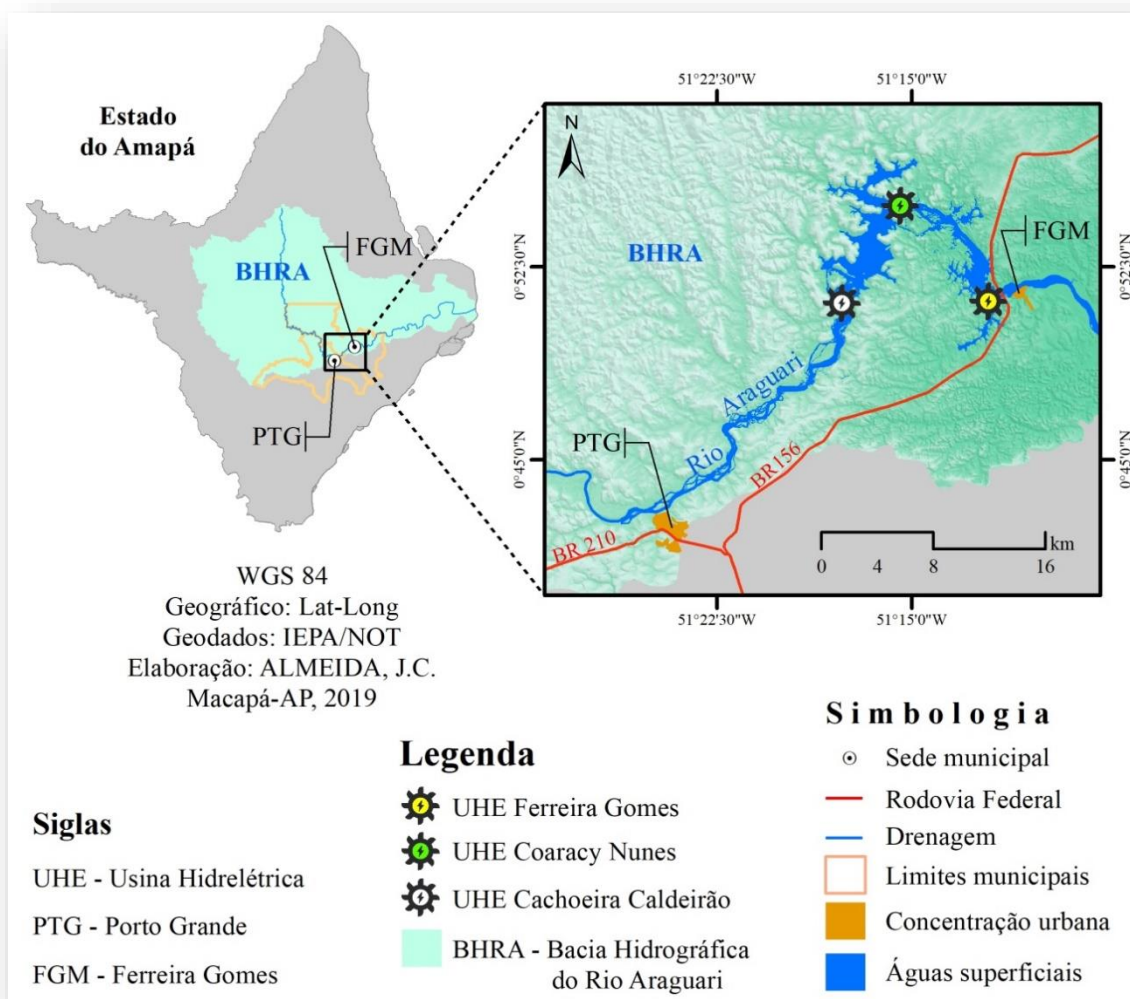 Estado
do Amapá
BHRA
FGM
PTG
WGS 84
Geográfico: Lat-Long
Geodados: IEPA/NOT
Elaboração: ALMEIDA, J.C.
Macapá-AP, 2019
51°22'30"W
51°15'0"W
N
BHRA
FGM
0°52'30"N
0°52'30"N
Rio Araguari
PTG
0°45'0"N
0°45'0"N
BR156
BR 210
km
0 4 8 16
51°22'30"W
51°15'0"W
Siglas
UHE - Usina Hidrelétrica
PTG - Porto Grande
FGM - Ferreira Gomes
Legenda
UHE Ferreira Gomes
UHE Coaracy Nunes
UHE Cachoeira Caldeirão
BHRA - Bacia Hidrográfica
do Rio Araguari
Simbologia
Sede municipal
Rodovia Federal
Drenagem
Limites municipais
Concentração urbana
Águas superficiais